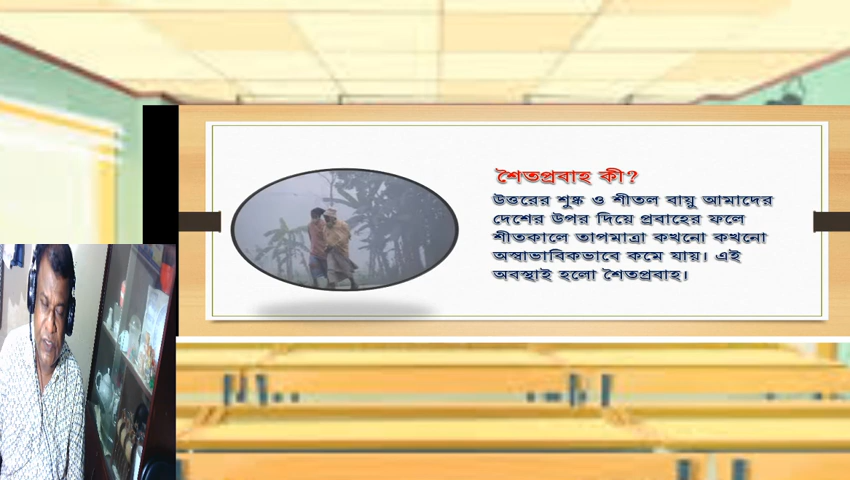 শৈতপ্রবাহ কী?
উত্তরের শুষ্ক ও শীতল বায়ু আমাদের
দেশের উপর দিয়ে প্রবাহের ফলে
শীতকালে তাপমাত্রা কখনো কখনো
অস্বাভাবিকভাবে কমে যায়। এই
অবস্থাই হলো শৈতপ্রবাহ।